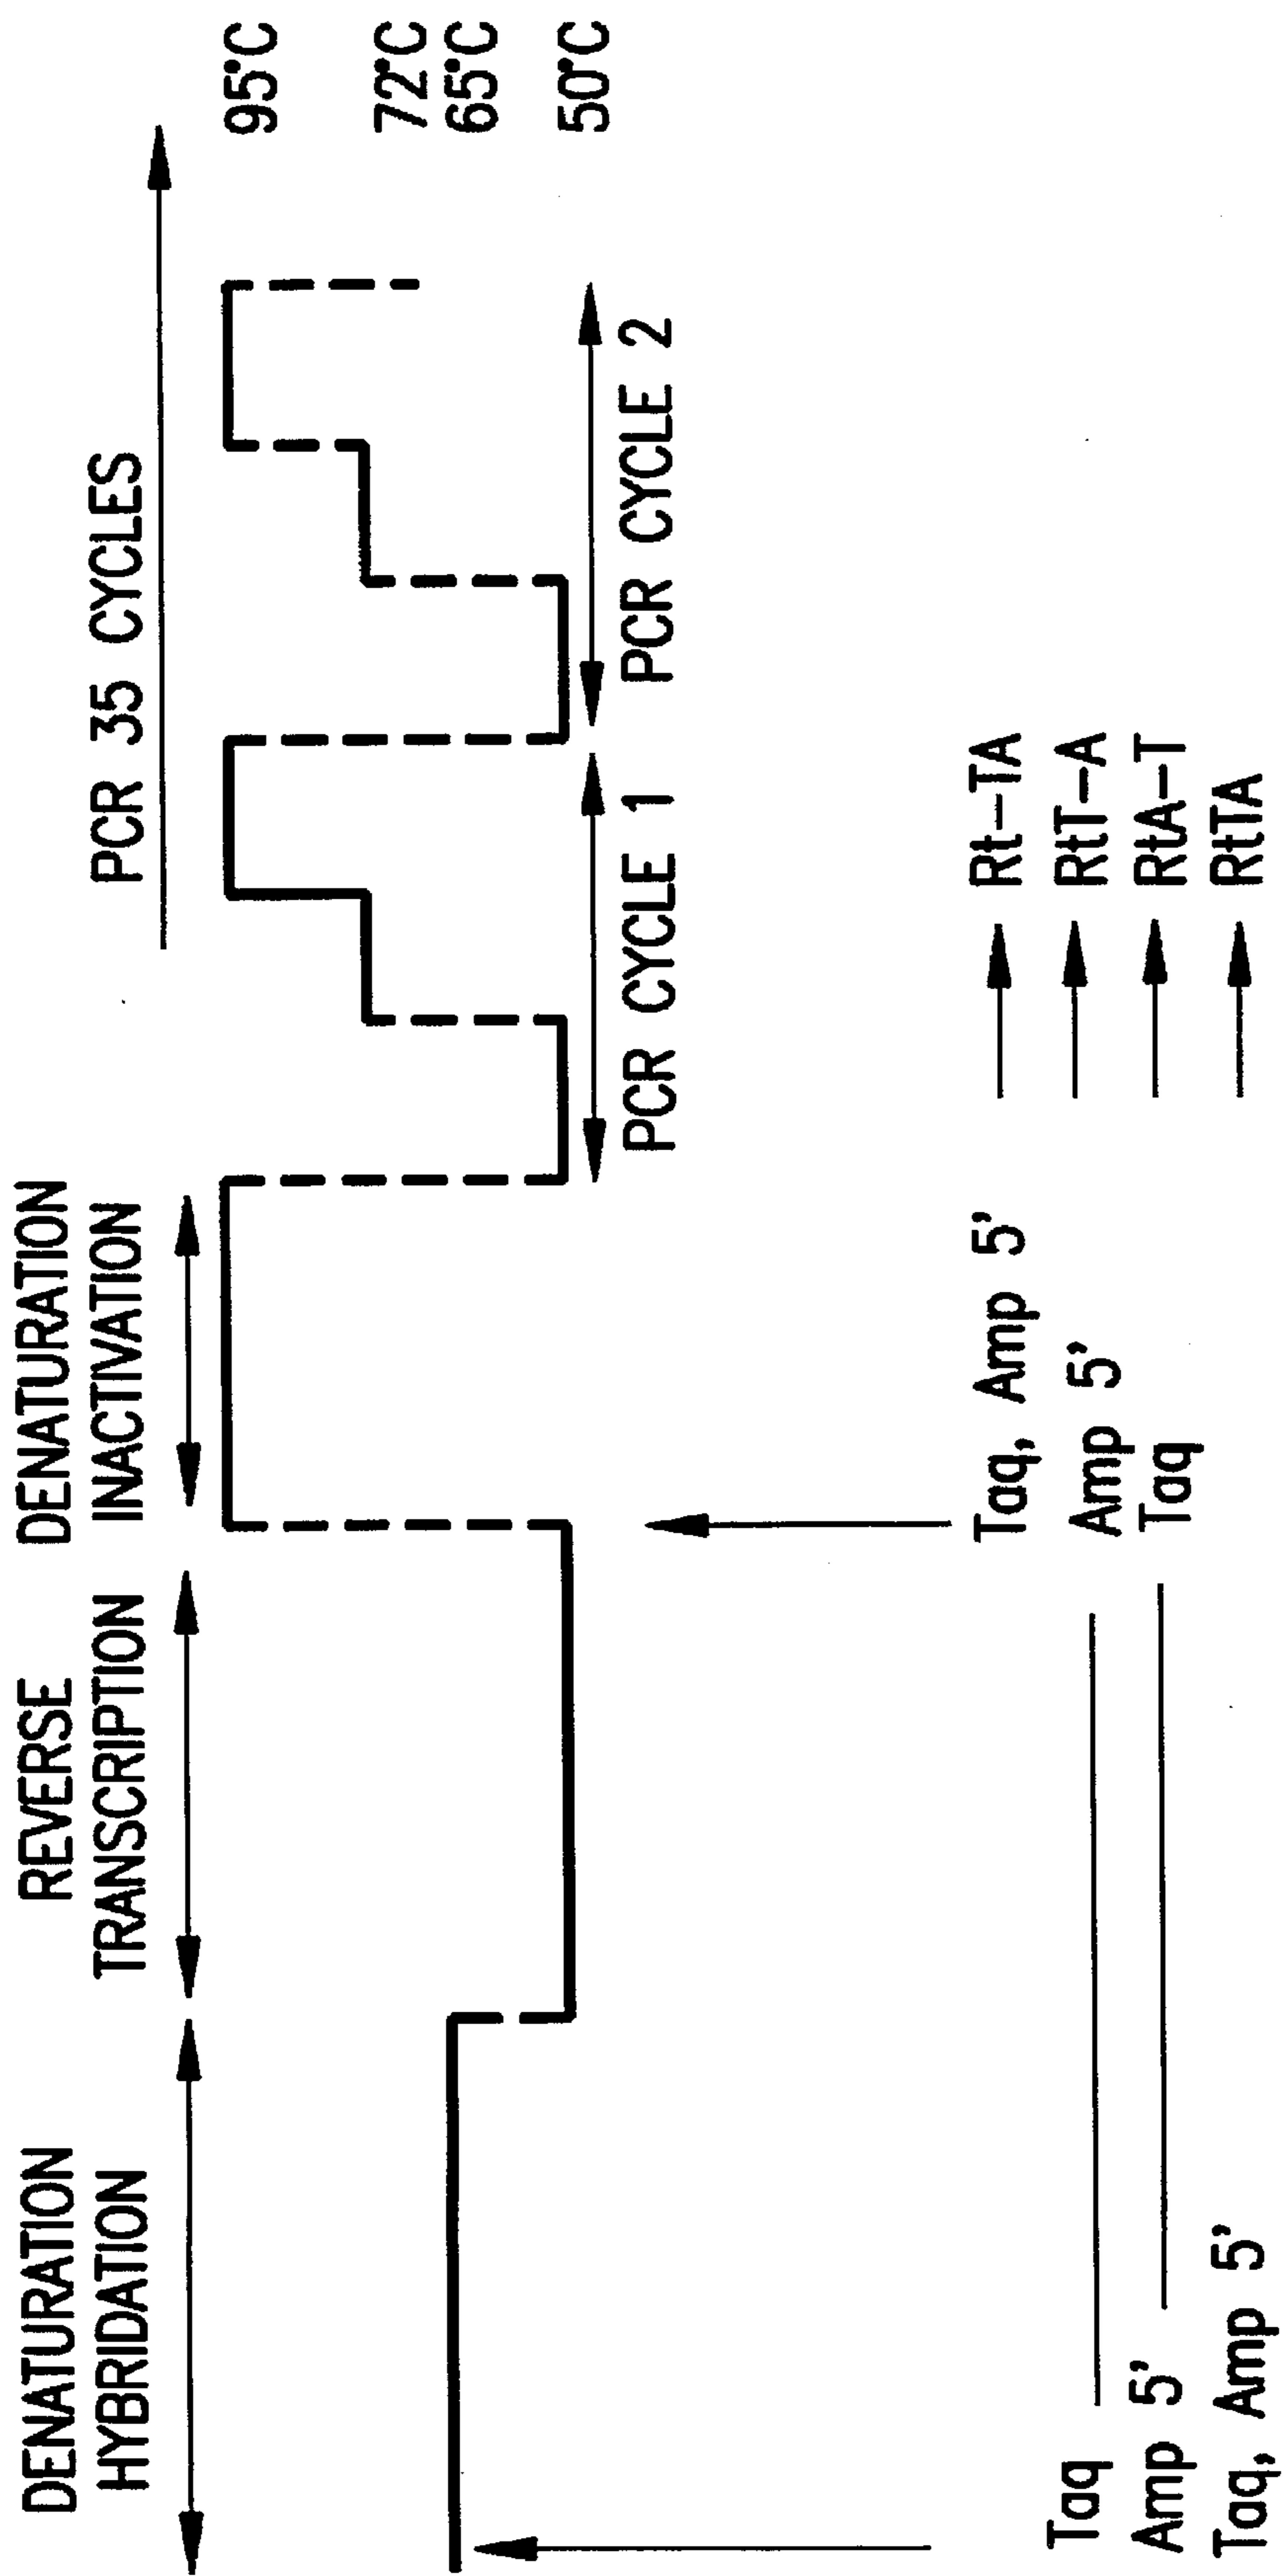 DENATURATION
HYBRIDATION
REVERSE
TRANSCRIPTION
DENATURATION
INACTIVATION
PCR 35 CYCLES
95°C
72°C
65°C
50°C
PCR CYCLE 1
PCR CYCLE 2
Taq, Amp 5'
Rt-TA
Taq
Amp 5'
RtT-A
Amp 5'
Taq
RtA-T
Taq, Amp 5'
RtTA